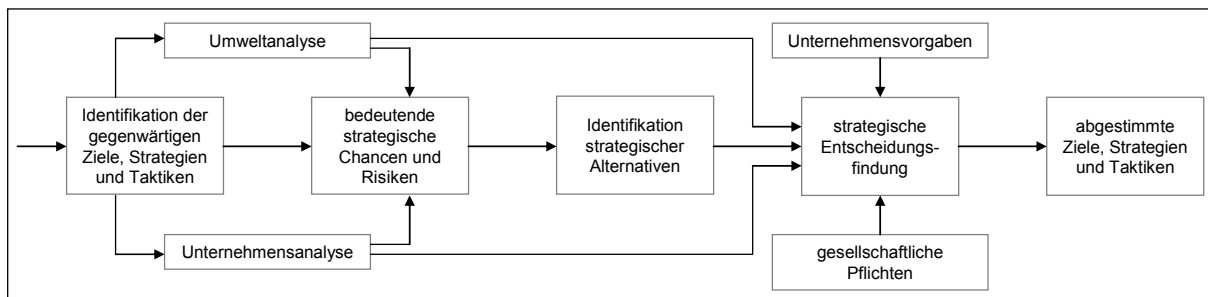 Umweltanalyse
Unternehmensvorgaben
Identifikation der
gegenwärtigen
Ziele, Strategien
und Taktiken
bedeutende
strategische
Chancen und
Risiken
Identifikation
strategischer
Alternativen
strategische
Entscheidungs-
findung
abgestimmte
Ziele, Strategien
und Taktiken
Unternehmensanalyse
gesellschaftliche
Pflichten